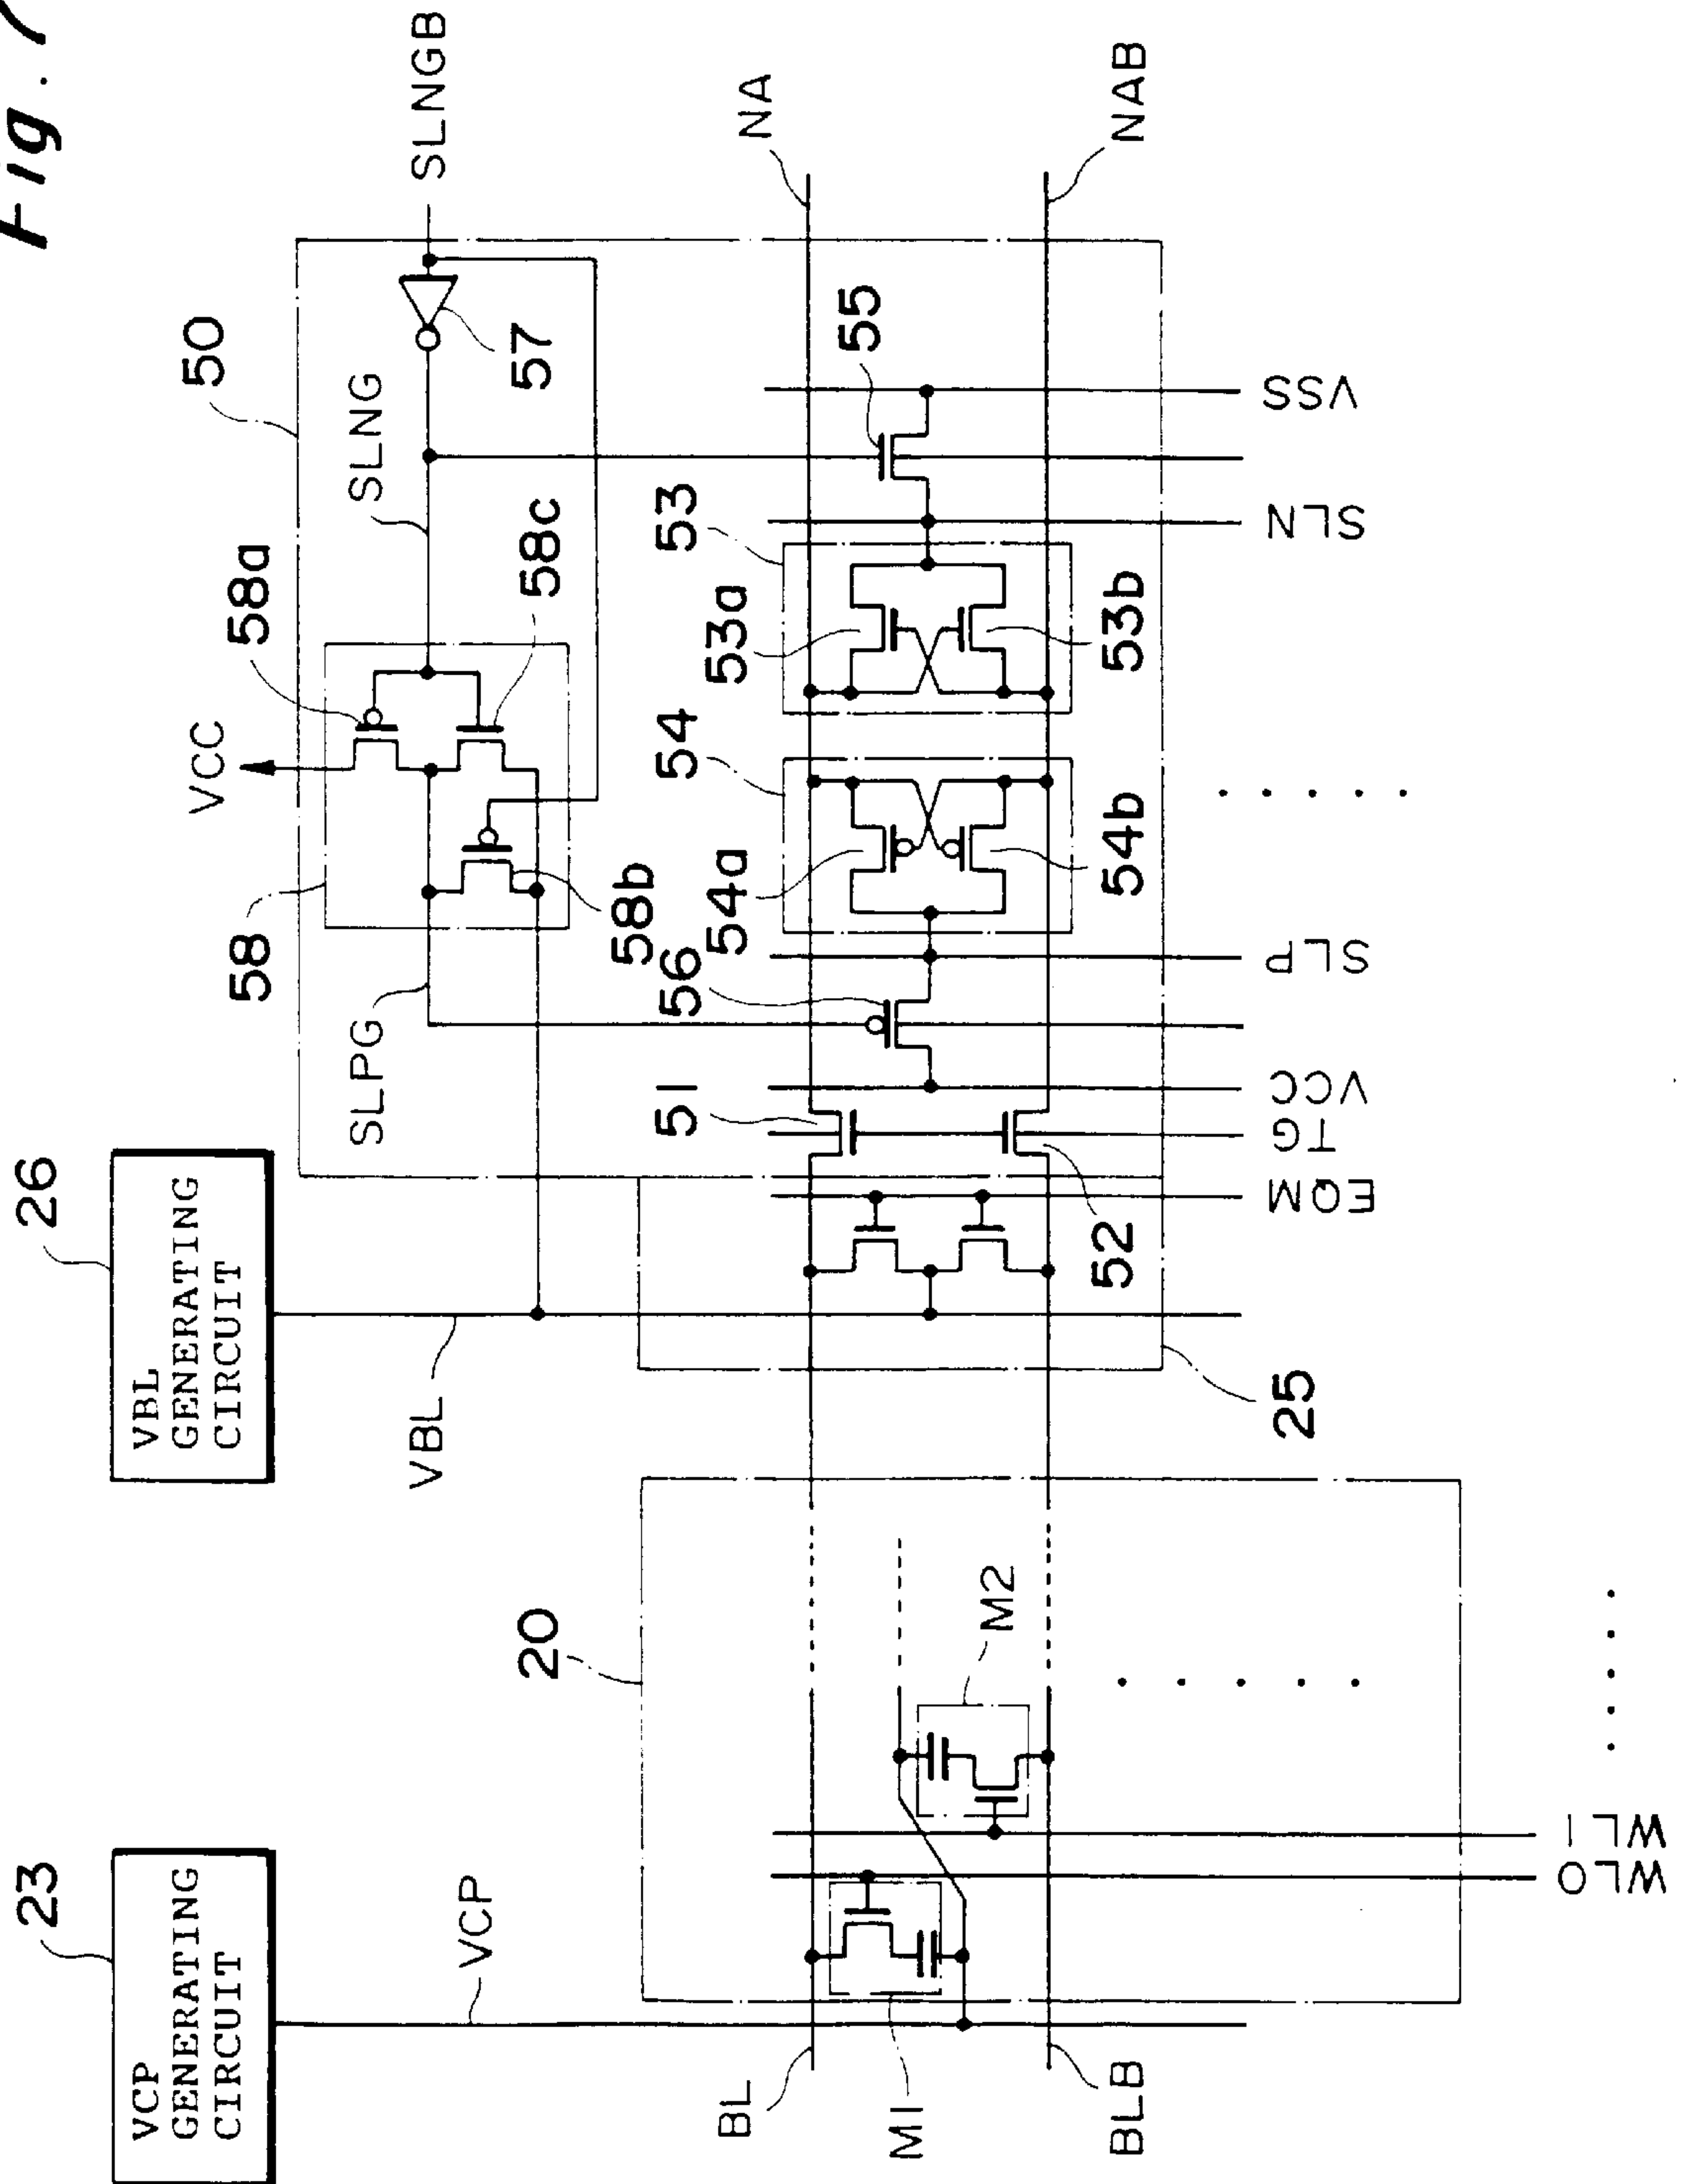 Fig. 7
23
VCP
GENERATING
CIRCUIT
26
VBL
GENERATING
CIRCUIT
VCP
VBL
58
VCC
58a
50
SLNG
SLNGB
57
58c
58b
SLPG
20
BL
M1
BLB
M2
51
52
56
54
54a
54b
53
53a
53b
55
NA
NAB
25
WL0
WL1
EQM
TG
VCC
SLP
SLN
VSS